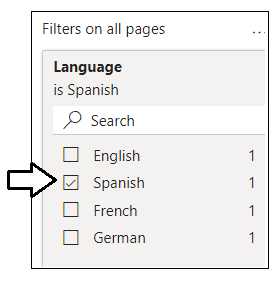 Filters on all pages ...
Language
is Spanish
Search
English 1
Spanish 1
French 1
German 1